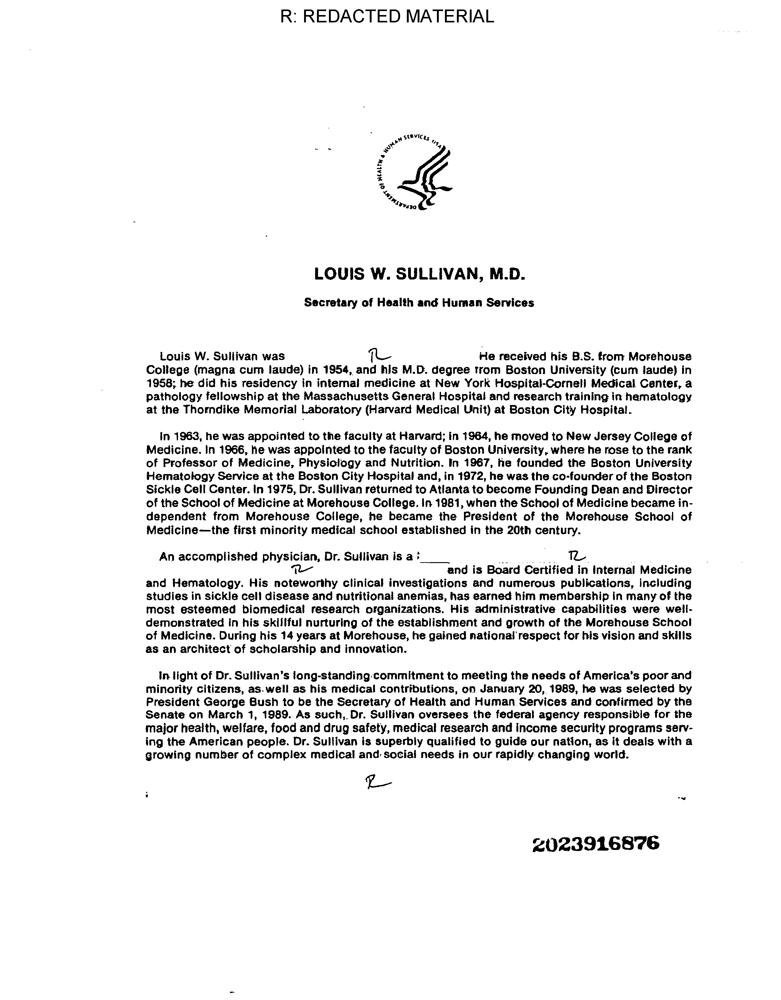 R: REDACTED MATERIAL
DEPARTMENT OF HEALTH & HUMAN SERVICES USA
LOUIS W. SULLIVAN, M.D.
Secretary of Health and Human Services
Louis W. Sullivan was R He received his B.S. from Morehouse
College (magna cum laude) in 1954, and his M.D. degree from Boston University (cum laude) in
1958; he did his residency in internal medicine at New York Hospital-Cornell Medical Center, a
pathology fellowship at the Massachusetts General Hospital and research training in hematology
at the Thorndike Memorial Laboratory (Harvard Medical Unit) at Boston City Hospital.
In 1963, he was appointed to the faculty at Harvard; in 1964, he moved to New Jersey College of
Medicine. In 1966, he was appointed to the faculty of Boston University, where he rose to the rank
of Professor of Medicine, Physiology and Nutrition. In 1967, he founded the Boston University
Hematology Service at the Boston City Hospital and, in 1972, he was the co-founder of the Boston
Sickle Cell Center. In 1975, Dr. Sullivan returned to Atlanta to become Founding Dean and Director
of the School of Medicine at Morehouse College. In 1981, when the School of Medicine became in-
dependent from Morehouse College, he became the President of the Morehouse School of
Medicine—the first minority medical school established in the 20th century.
An accomplished physician, Dr. Sullivan is a R
R and is Board Certified in Internal Medicine
and Hematology. His noteworthy clinical investigations and numerous publications, including
studies in sickle cell disease and nutritional anemias, has earned him membership in many of the
most esteemed biomedical research organizations. His administrative capabilities were well-
demonstrated in his skillful nurturing of the establishment and growth of the Morehouse School
of Medicine. During his 14 years at Morehouse, he gained national respect for his vision and skills
as an architect of scholarship and innovation.
In light of Dr. Sullivan's long-standing commitment to meeting the needs of America's poor and
minority citizens, as well as his medical contributions, on January 20, 1989, he was selected by
President George Bush to be the Secretary of Health and Human Services and confirmed by the
Senate on March 1, 1989. As such, Dr. Sullivan oversees the federal agency responsible for the
major health, welfare, food and drug safety, medical research and income security programs serv-
ing the American people. Dr. Sullivan is superbly qualified to guide our nation, as it deals with a
growing number of complex medical and social needs in our rapidly changing world.
R
2023916876